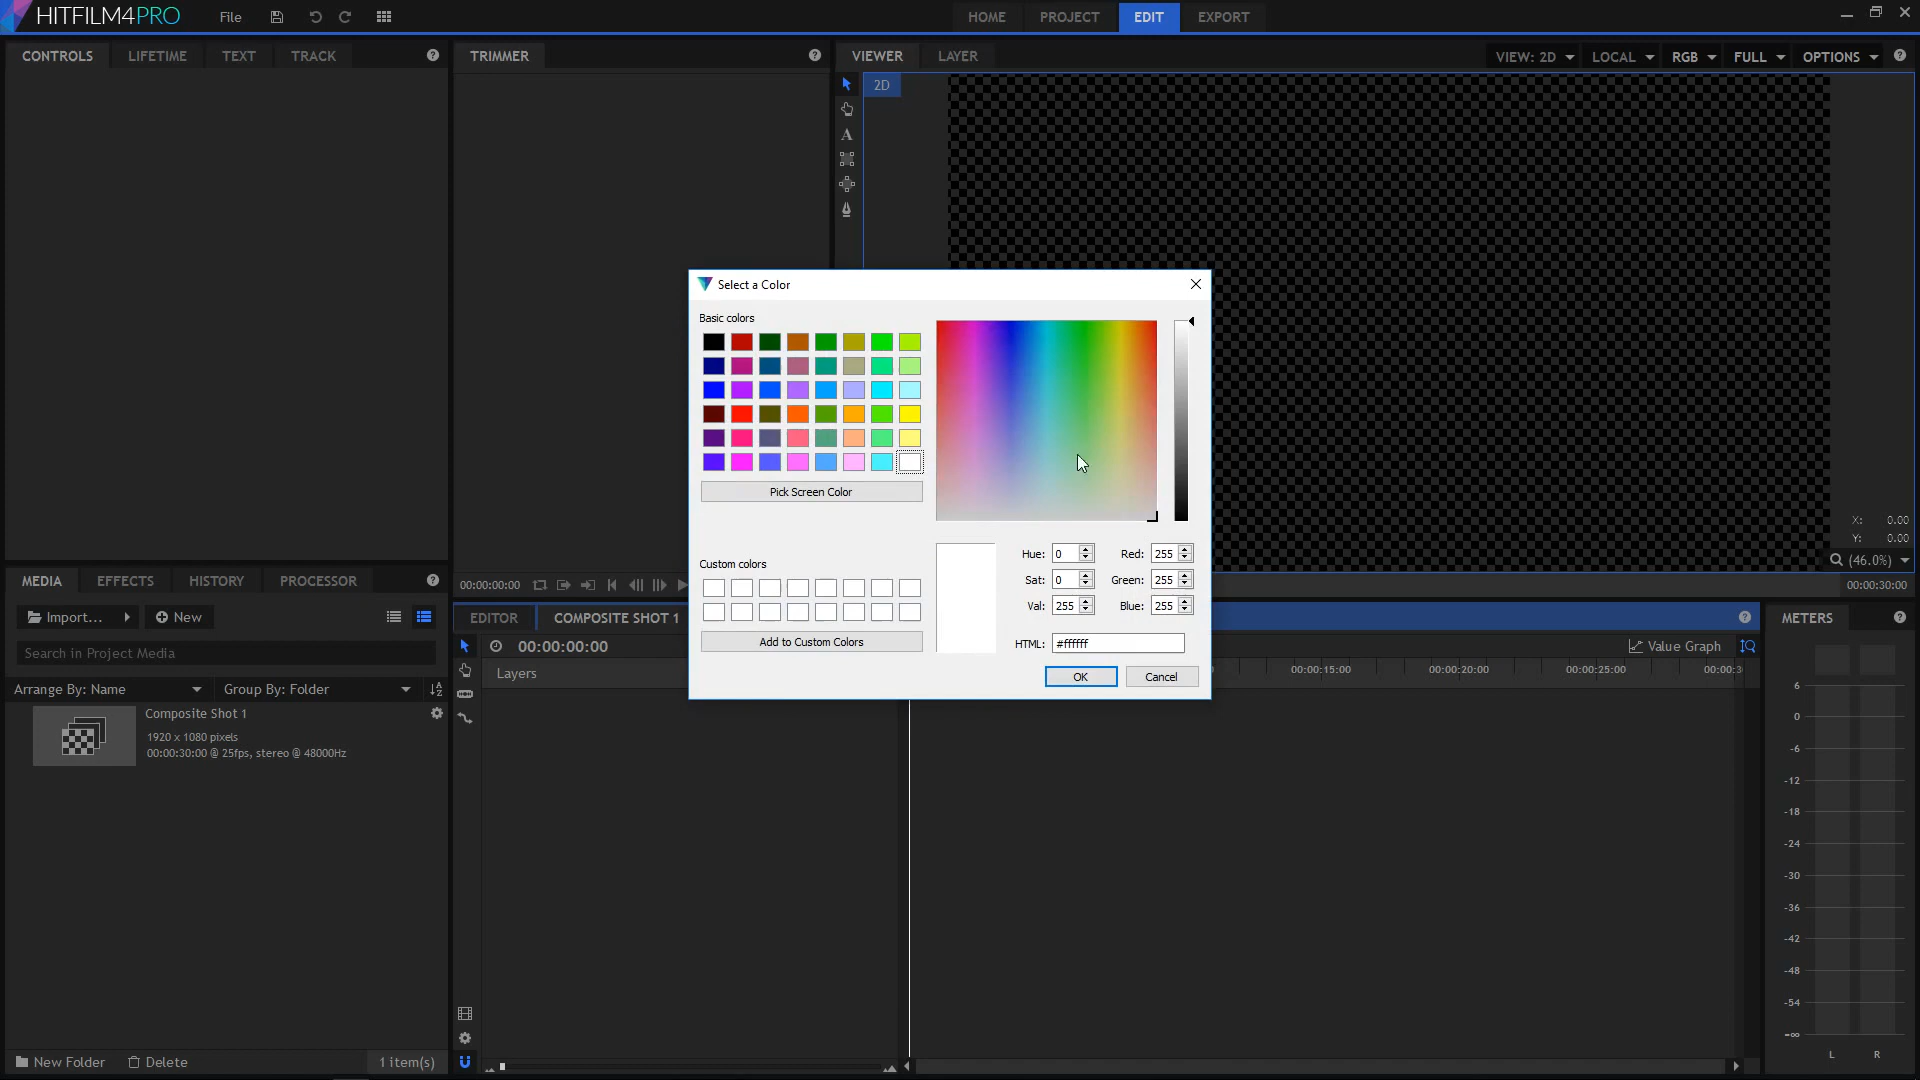 HITFILM4PRO
File
HOME PROJECT EDIT EXPORT
CONTROLS LIFETIME TEXT TRACK
TRIMMER
VIEWER LAYER
VIEW: 2D LOCAL RGB FULL OPTIONS
2D
A
Select a Color
Basic colors
Pick Screen Color
Custom colors
Add to Custom Colors
Hue: 0 Red: 255
Sat: 0 Green: 255
Val: 255 Blue: 255
HTML: #ffffff
OK Cancel
X: 0.00
Y: 0.00
(46.0%)
MEDIA EFFECTS HISTORY PROCESSOR
00:00:00:00
00:00:30:00
Import... New
Search in Project Media
Arrange By: Name Group By: Folder
Composite Shot 1
1920 x 1080 pixels
00:00:30:00 @ 25fps, stereo @ 48000Hz
New Folder Delete 1 item(s)
EDITOR COMPOSITE SHOT 1
00:00:00:00
Value Graph
Layers
00:00:15:00 00:00:20:00 00:00:25:00 00:00:3
METERS
6
0
-6
-12
-18
-24
-30
-36
-42
-48
-54
-∞
L R